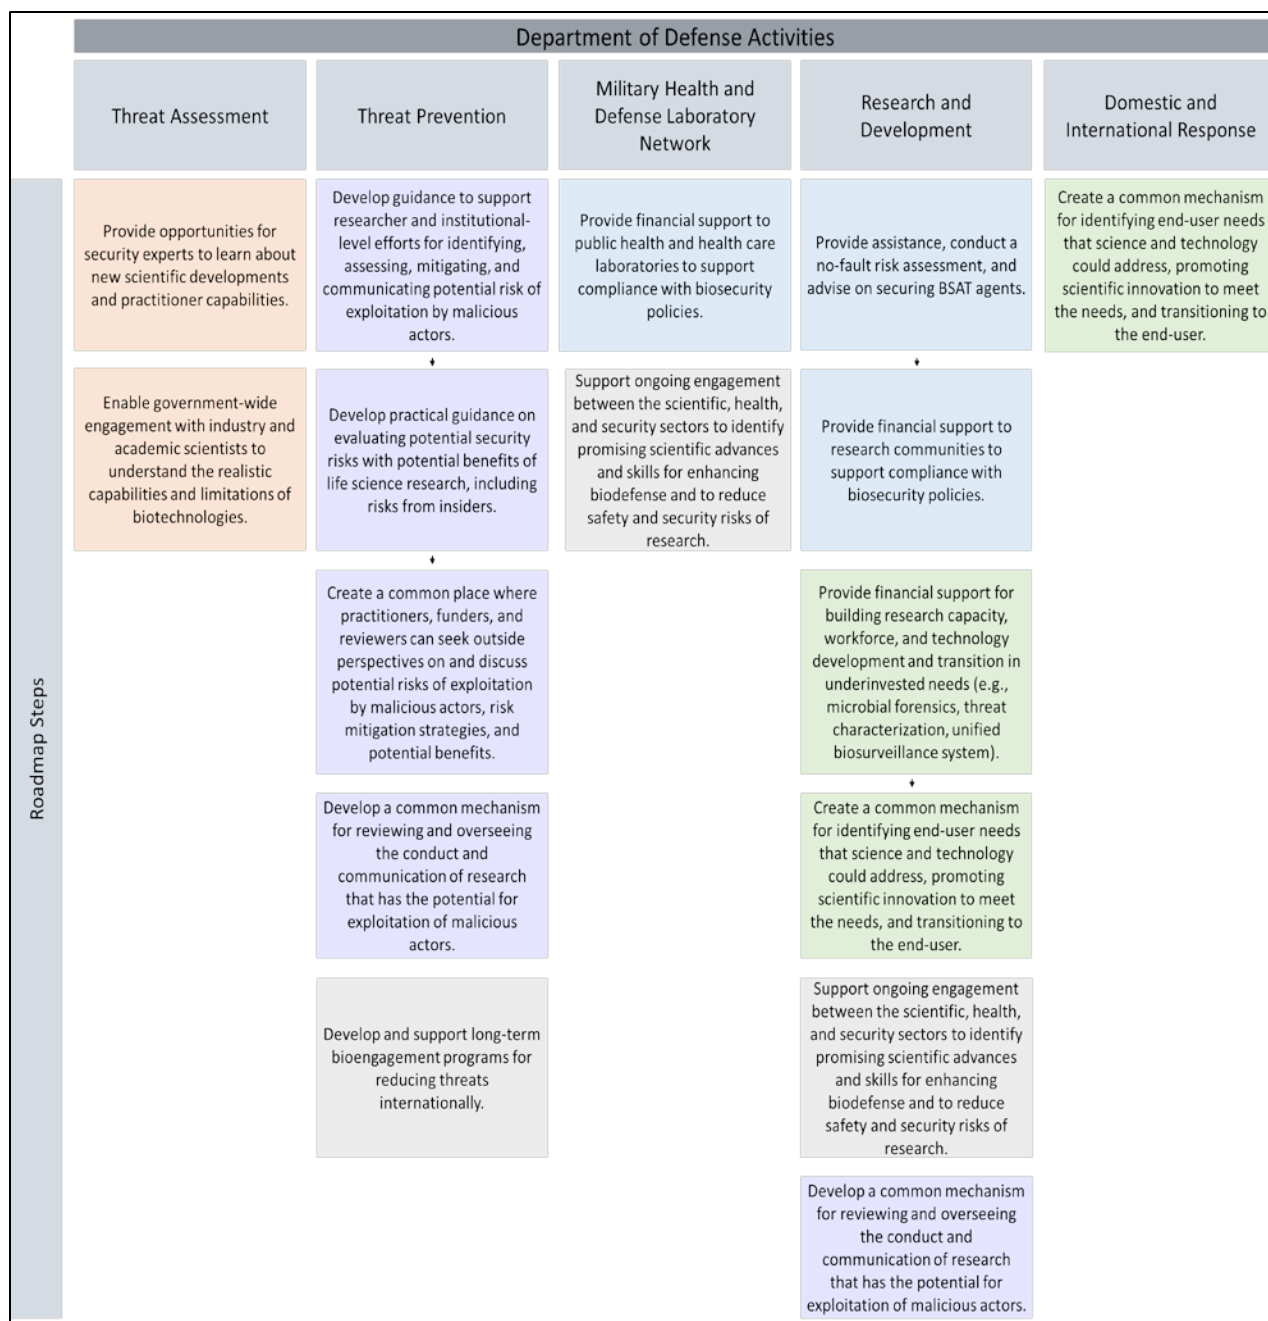 Department of Defense Activities
Threat Assessment
Threat Prevention
Military Health and
Defense Laboratory
Network
Research and
Development
Domestic and
International Response
Roadmap Steps
Provide opportunities for
security experts to learn about
new scientific developments
and practitioner capabilities.
Enable government-wide
engagement with industry and
academic scientists to
understand the realistic
capabilities and limitations of
biotechnologies.
Develop guidance to support
researcher and institutional-
level efforts for identifying,
assessing, mitigating, and
communicating potential risk of
exploitation by malicious
actors.
Develop practical guidance on
evaluating potential security
risks with potential benefits of
life science research, including
risks from insiders.
Create a common place where
practitioners, funders, and
reviewers can seek outside
perspectives on and discuss
potential risks of exploitation
by malicious actors, risk
mitigation strategies, and
potential benefits.
Develop a common mechanism
for reviewing and overseeing
the conduct and
communication of research
that has the potential for
exploitation of malicious
actors.
Develop and support long-term
bioengagement programs for
reducing threats
internationally.
Provide financial support to
public health and health care
laboratories to support
compliance with biosecurity
policies.
Support ongoing engagement
between the scientific, health,
and security sectors to identify
promising scientific advances
and skills for enhancing
biodefense and to reduce
safety and security risks of
research.
Provide assistance, conduct a
no-fault risk assessment, and
advise on securing BSAT agents.
Provide financial support to
research communities to
support compliance with
biosecurity policies.
Provide financial support for
building research capacity,
workforce, and technology
development and transition in
underinvested needs (e.g.,
microbial forensics, threat
characterization, unified
biosurveillance system).
Create a common mechanism
for identifying end-user needs
that science and technology
could address, promoting
scientific innovation to meet
the needs, and transitioning to
the end-user.
Support ongoing engagement
between the scientific, health,
and security sectors to identify
promising scientific advances
and skills for enhancing
biodefense and to reduce
safety and security risks of
research.
Develop a common mechanism
for reviewing and overseeing
the conduct and
communication of research
that has the potential for
exploitation of malicious actors.
Create a common mechanism
for identifying end-user needs
that science and technology
could address, promoting
scientific innovation to meet
the needs, and transitioning to
the end-user.